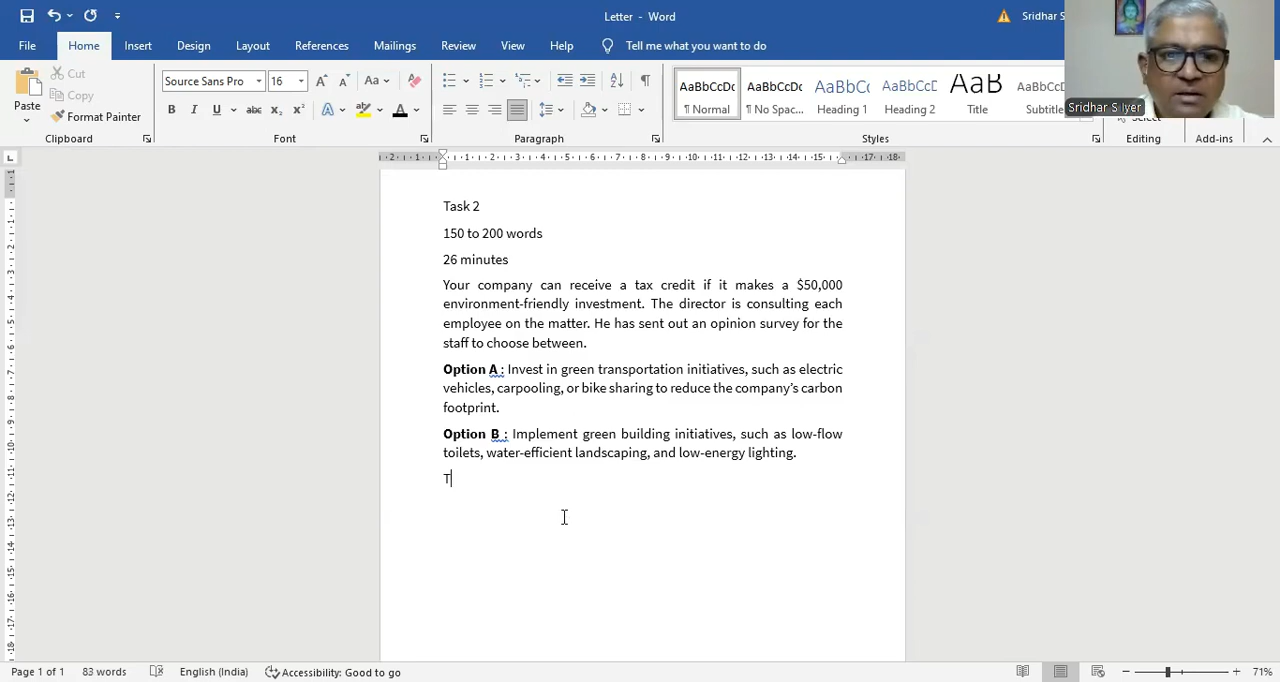 Letter - Word
Sridhar S
File Home Insert Design Layout References Mailings Review View Help Tell me what you want to do
Paste
Cut
Copy
Format Painter
Clipboard
Source Sans Pro 16
Font
Paragraph
AaBbCcDc AaBbCcDc AaBbCc AaBbCcD AaB AaBbCcD
¶ Normal ¶ No Spac... Heading 1 Heading 2 Title Subtitle
Styles
Sridhar S Iyer
Select
Editing
Add-ins
Task 2
150 to 200 words
26 minutes
Your company can receive a tax credit if it makes a $50,000
environment-friendly investment. The director is consulting each
employee on the matter. He has sent out an opinion survey for the
staff to choose between.
Option A : Invest in green transportation initiatives, such as electric
vehicles, carpooling, or bike sharing to reduce the company's carbon
footprint.
Option B : Implement green building initiatives, such as low-flow
toilets, water-efficient landscaping, and low-energy lighting.
T
Page 1 of 1 83 words English (India) Accessibility: Good to go 71%